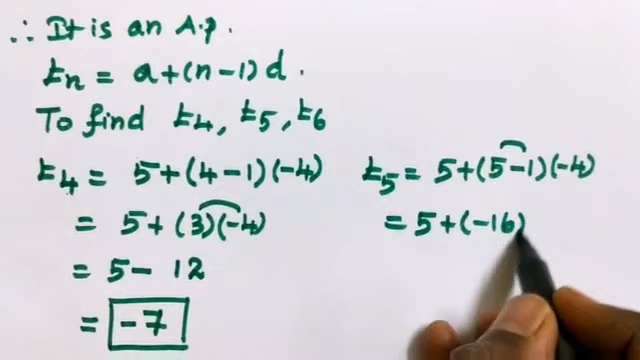 ∴ It is an A.p.
tn = a+(n-1)d.
To find t4, t5, t6
t4 = 5+(4-1)(-4)
= 5+(3)(-4)
= 5-12
= -7
t5 = 5+(5-1)(-4)
= 5+(-16)